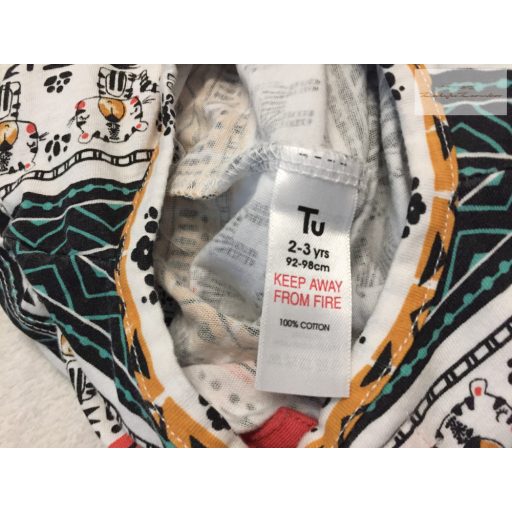 Tu
2-3 yrs
92-98cm
KEEP AWAY
FROM FIRE
100% COTTON